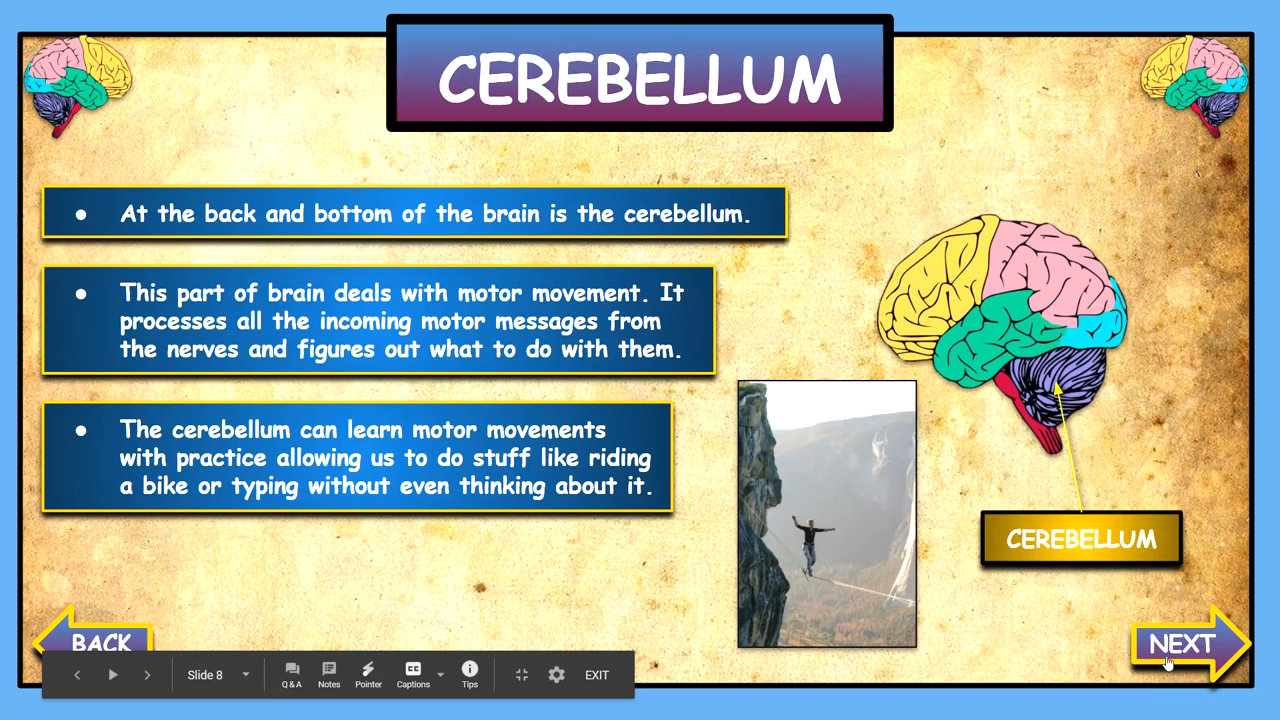 CEREBELLUM
● At the back and bottom of the brain is the cerebellum.
● This part of brain deals with motor movement. It
processes all the incoming motor messages from
the nerves and figures out what to do with them.
● The cerebellum can learn motor movements
with practice allowing us to do stuff like riding
a bike or typing without even thinking about it.
CEREBELLUM
BACK
NEXT
Slide 8
Q & A
Notes
Pointer
CC
Captions
Tips
EXIT